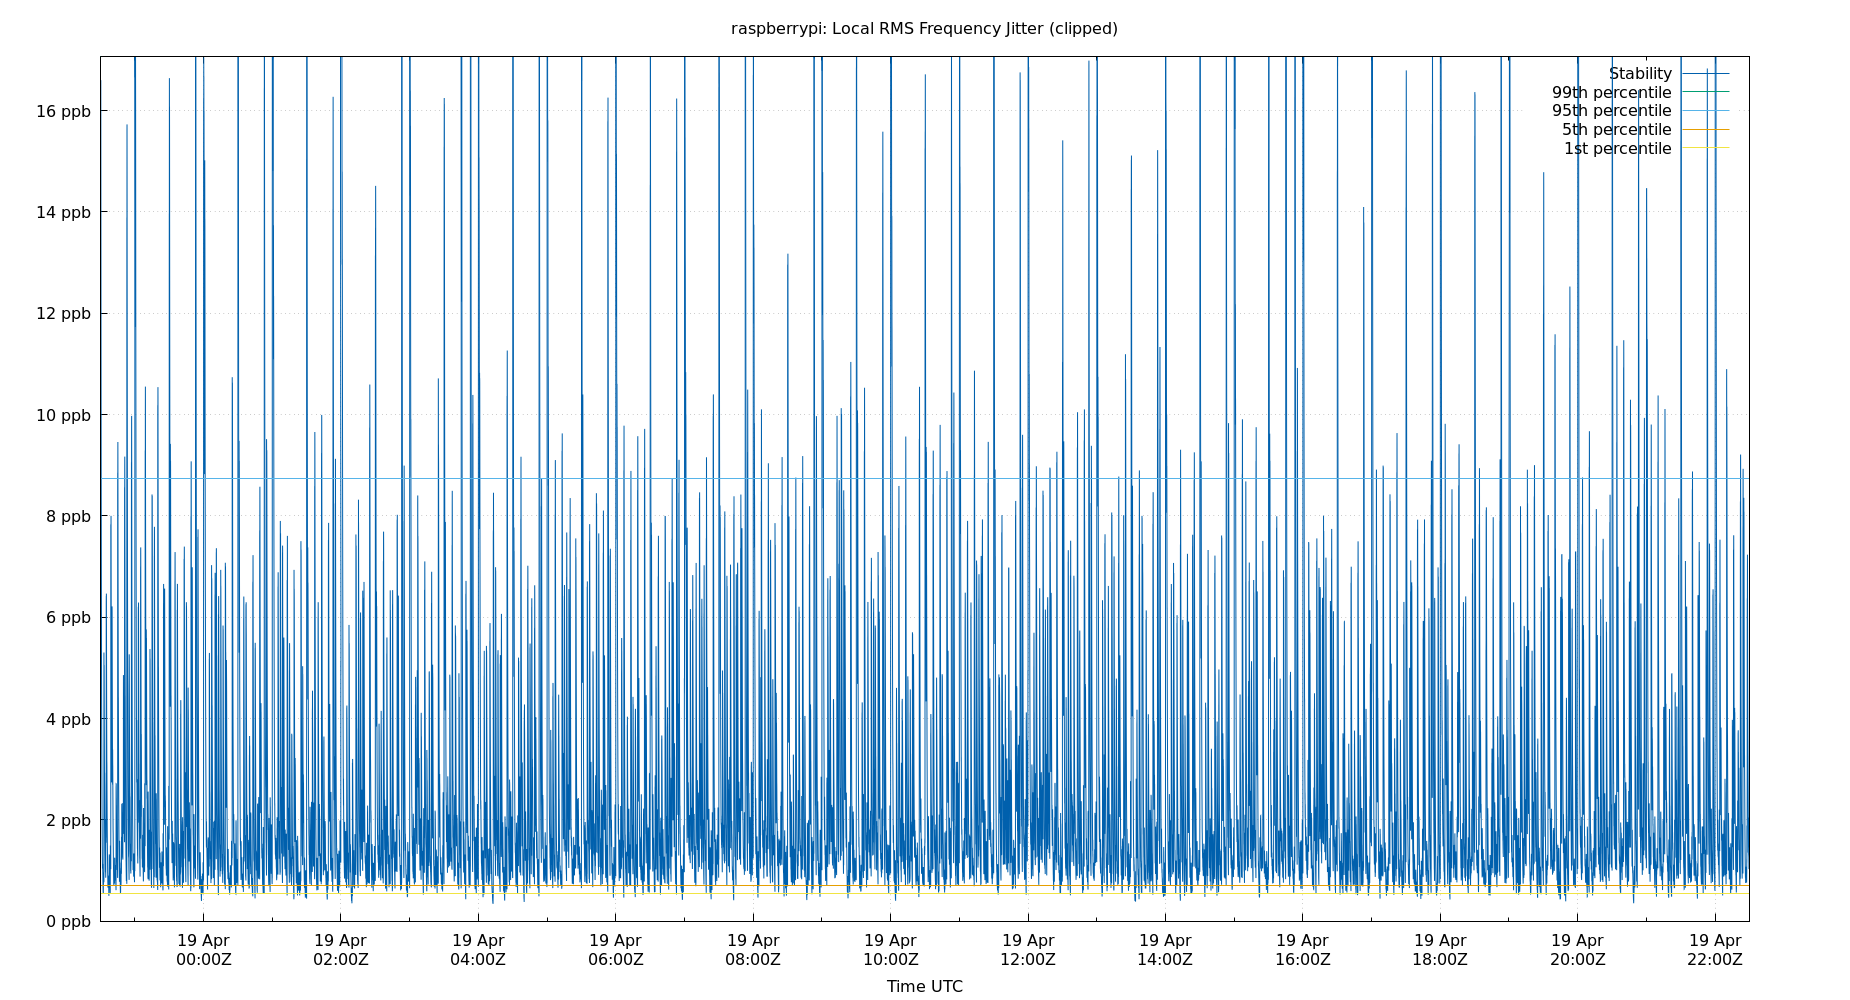 raspberrypi: Local RMS Frequency Jitter (clipped)
Stability
99th percentile
95th percentile
5th percentile
1st percentile
16 ppb
14 ppb
12 ppb
10 ppb
8 ppb
6 ppb
4 ppb
2 ppb
0 ppb
19 Apr 19 Apr 19 Apr 19 Apr 19 Apr 19 Apr 19 Apr 19 Apr 19 Apr 19 Apr 19 Apr 19 Apr
00:00Z 02:00Z 04:00Z 06:00Z 08:00Z 10:00Z 12:00Z 14:00Z 16:00Z 18:00Z 20:00Z 22:00Z
Time UTC